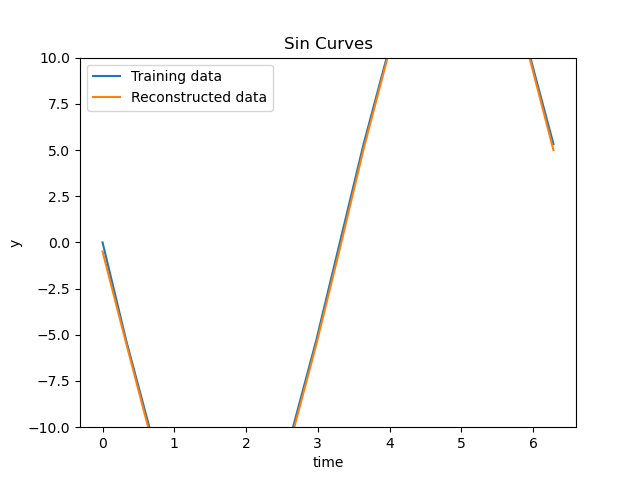 Sin Curves
Training data
Reconstructed data
10.0
7.5
5.0
2.5
0.0
−2.5
−5.0
−7.5
−10.0
y
0 1 2 3 4 5 6
time